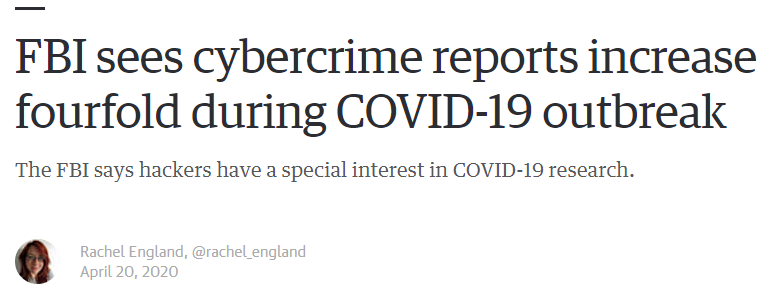 FBI sees cybercrime reports increase
fourfold during COVID-19 outbreak
The FBI says hackers have a special interest in COVID-19 research.
Rachel England, @rachel_england
April 20, 2020